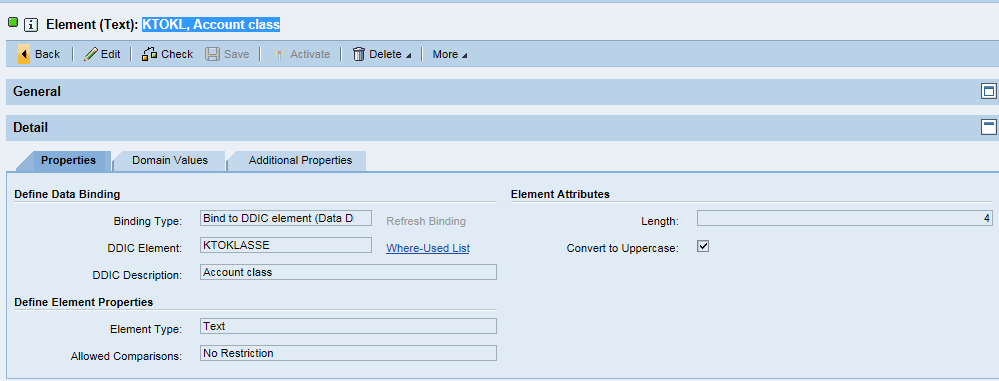 Element (Text): KTOKL, Account class
Back Edit Check Save Activate Delete More
General
Detail
Properties Domain Values Additional Properties
Define Data Binding Element Attributes
Binding Type: Bind to DDIC element (Data D Refresh Binding Length: 4
DDIC Element: KTOKLASSE Where-Used List Convert to Uppercase:
DDIC Description: Account class
Define Element Properties
Element Type: Text
Allowed Comparisons: No Restriction